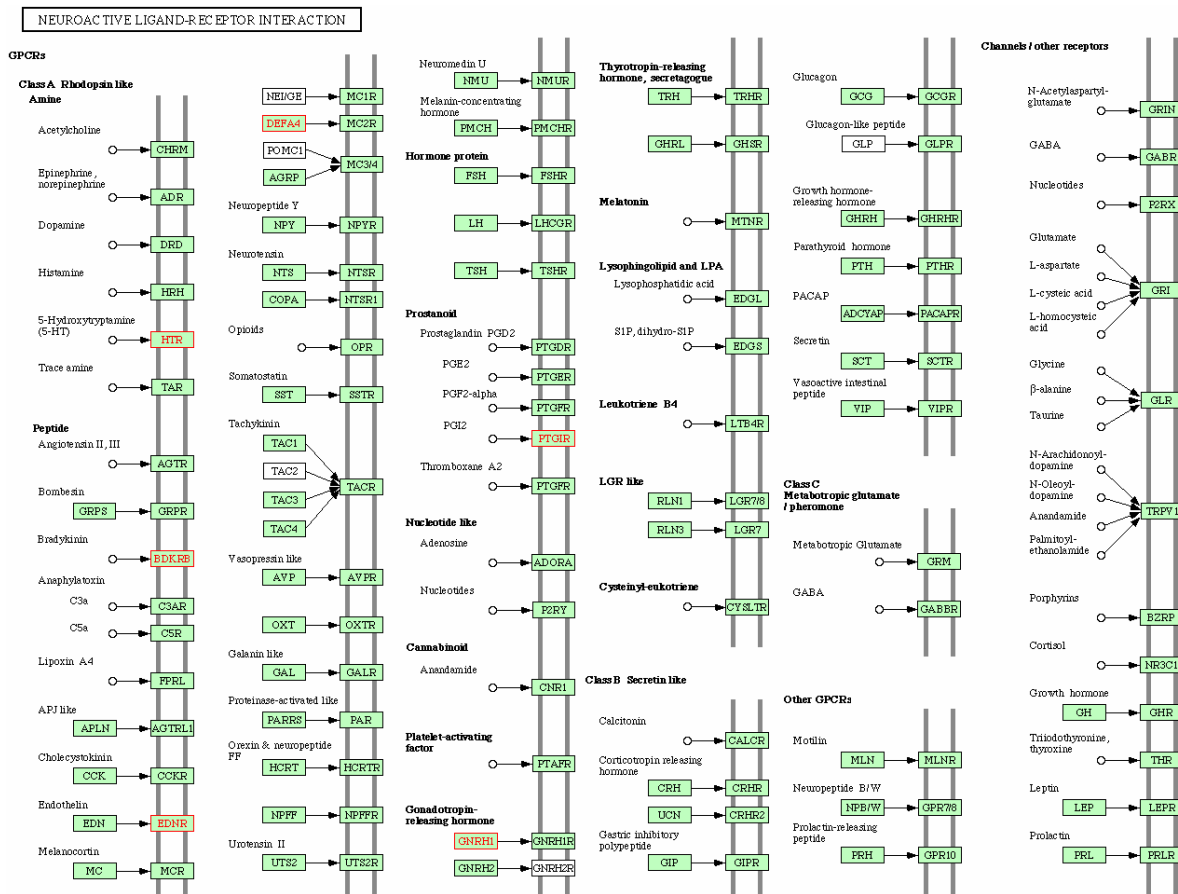 NEUROACTIVE LIGAND-RECEPTOR INTERACTION
GPCRs
Class A Rhodopsin like
Amine
Acetylcholine
CHRM
Epinephrine,
norepinephrine
ADR
Dopamine
DRD
Histamine
HRH
5-Hydroxytryptamine
(5-HT)
HTR
Trace amine
TAR
Peptide
Angiotensin II, III
AGTR
Bombesin
GRPS GRPR
Bradykinin
BDKRB
Anaphylatoxin
C3a
C3AR
C5a
C5R
Lipoxin A4
FPRL
APJ like
APLN AGTRL1
Cholecystokinin
CCK CCKR
Endothelin
EDN EDNR
Melanocortin
MC MCR
NEI/GE MC1R
DEFA4 MC2R
POMC1
MC3/4
AGRP
Neuropeptide Y
NPY NPYR
Neurotensin
NTS NTSR
COPA NTSR1
Opioids
OPR
Somatostatin
SST SSTR
Tachykinin
TAC1
TAC2
TACR
TAC3
TAC4
Vasopressin like
AVP AVPR
OXT OXTR
Galanin like
GAL GALR
Proteinase-activated like
PARRS PAR
Orexin & neuropeptide
FF
HCRT HCRTR
NPFF NPFFR
Urotensin II
UTS2 UTS2R
Neuromedin U
NMU NMUR
Melanin-concentrating
hormone
PMCH PMCHR
Hormone protein
FSH FSHR
LH LHCGR
TSH TSHR
Prostanoid
Prostaglandin PGD2
PTGDR
PGE2
PTGER
PGF2-alpha
PTGFR
PGI2
PTGIR
Thromboxane A2
PTGFR
Nucleotide like
Adenosine
ADORA
Nucleotides
P2RY
Cannabinoid
Anandamide
CNR1
Platelet-activating
factor
PTAFR
Gonadotropin-
releasing hormone
GNRH1 GNRH1R
GNRH2 GNRH2R
Thyrotropin-releasing
hormone, secretagogue
TRH TRHR
GHRL GHSR
Melatonin
MTNR
Lysophingolipid and LPA
Lysophosphatidic acid
EDGL
S1P, dihydro-S1P
EDGS
Leukotriene B4
LTB4R
LGR like
RLN1 LGR7/8
RLN3 LGR7
Cysteinyl-eukotriene
CYSLTR
Class B Secretin like
Calcitonin
CALCR
Corticotropin releasing
hormone
CRH CRHR
UCN CRHR2
Gastric inhibitory
polypeptide
GIP GIPR
Glucagon
GCG GCGR
Glucagon-like peptide
GLP GLPR
Growth hormone-
releasing hormone
GHRH GHRHR
Parathyroid hormone
PTH PTHR
PACAP
ADCYAP PACAPR
Secretin
SCT SCTR
Vasoactive intestinal
peptide
VIP VIPR
Class C
Metabotropic glutamate
/ pheromone
Metabotropic Glutamate
GRM
GABA
GABBR
Other GPCRs
Motilin
MLN MLNR
Neuropeptide B/W
NPB/W GPR7/8
Prolactin-releasing
peptide
PRH GPR10
Channels / other receptors
N-Acetylaspartyl-
glutamate
GRIN
GABA
GABR
Nucleotides
P2RX
Glutamate
L-aspartate
GRI
L-cysteic acid
L-homocysteic
acid
Glycine
β-alanine
GLR
Taurine
N-Arachidonoyl-
dopamine
N-Oleoyl-
dopamine
TRPV1
Anandamide
Palmitoyl-
ethanolamide
Porphyrins
BZRP
Cortisol
NR3C1
Growth hormone
GH GHR
Triiodothyronine,
thyroxine
THR
Leptin
LEP LEPR
Prolactin
PRL PRLR